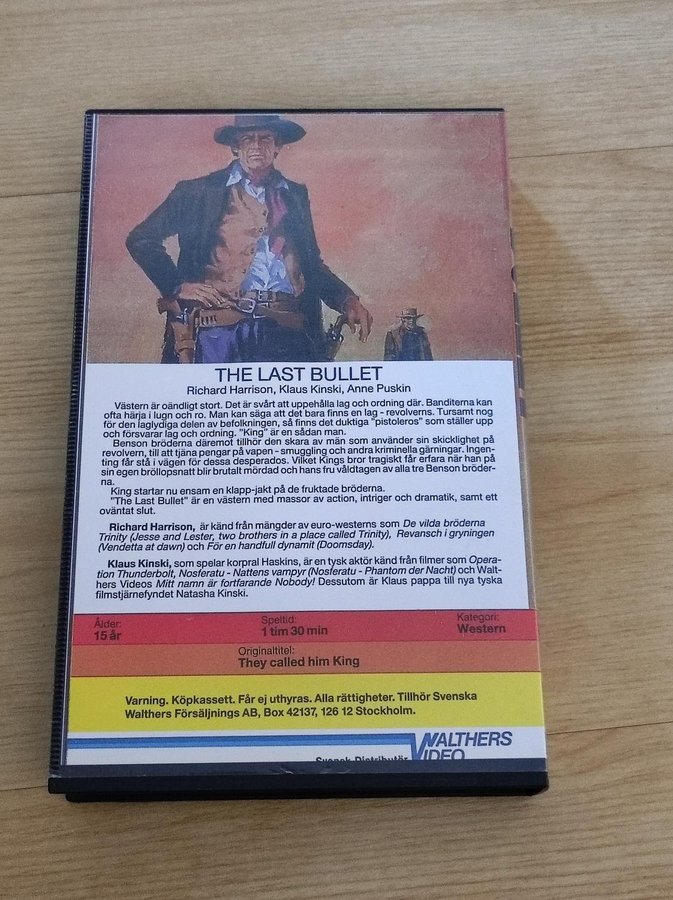 THE LAST BULLET
Richard Harrison, Klaus Kinski, Anne Puskin
Västern är oändligt stort. Det är svårt att uppehålla lag och ordning där. Banditerna kan
ofta härja i lugn och ro. Man kan säga att det bara finns en lag - revolverns. Tursamt nog
för den laglydiga delen av befolkningen, så finns det duktiga "pistoleros" som ställer upp
och försvarar lag och ordning. "King" är en sådan man.
Benson bröderna däremot tillhör den skara av män som använder sin skicklighet på
revolvern, till att tjäna pengar på vapen - smuggling och andra kriminella gärningar. Ingen-
ting får stå i vägen för dessa desperados. Vilket Kings bror tragiskt får erfara när han på
sin egen bröllopsnatt blir brutalt mördad och hans fru våldtagen av alla tre Benson bröder-
na.
King startar nu ensam en klapp-jakt på de fruktade bröderna.
"The Last Bullet" är en västern med massor av action, intriger och dramatik, samt ett
oväntat slut.
Richard Harrison, är känd från mängder av euro-westerns som De vilda bröderna
Trinity (Jesse and Lester, two brothers in a place called Trinity), Revansch i gryningen
(Vendetta at dawn) och För en handfull dynamit (Doomsday).
Klaus Kinski, som spelar korpral Haskins, är en tysk aktör känd från filmer som Opera-
tion Thunderbolt, Nosferatu - Nattens vampyr (Nosferatu - Phantom der Nacht) och Walt-
hers Videos Mitt namn är fortfarande Nobody! Dessutom är Klaus pappa till nya tyska
filmstjärnefyndet Natasha Kinski.
Ålder: Speltid: Kategori:
15 år 1 tim 30 min Western
Originaltitel:
They called him King
Varning. Köpkassett. Får ej uthyras. Alla rättigheter. Tillhör Svenska
Walthers Försäljnings AB, Box 42137, 126 12 Stockholm.
WALTHERS
VIDEO
Svensk Distributör